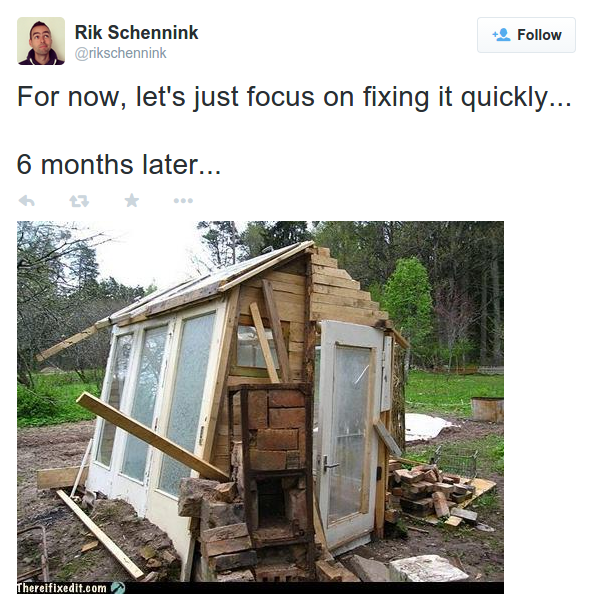 Rik Schennink
@rikschennink
Follow
For now, let's just focus on fixing it quickly...
6 months later...
Thereifixedit.com